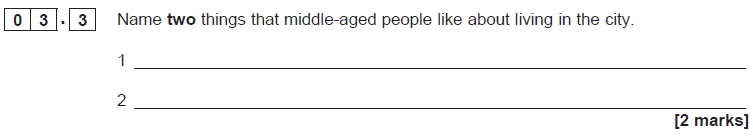 0 3 . 3 Name two things that middle-aged people like about living in the city.
1
2
[2 marks]